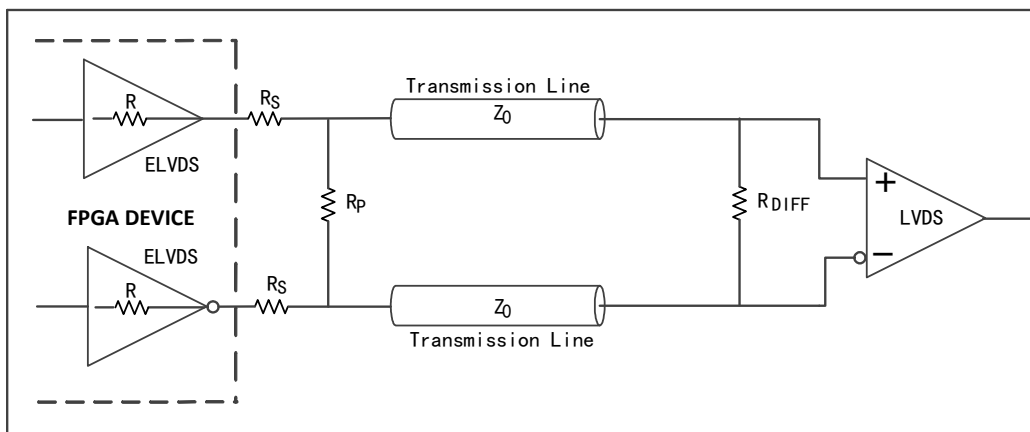 Transmission Line
R
RS
Z0
ELVDS
RP
RDIFF
+
LVDS
FPGA DEVICE
ELVDS
−
R
RS
Z0
Transmission Line